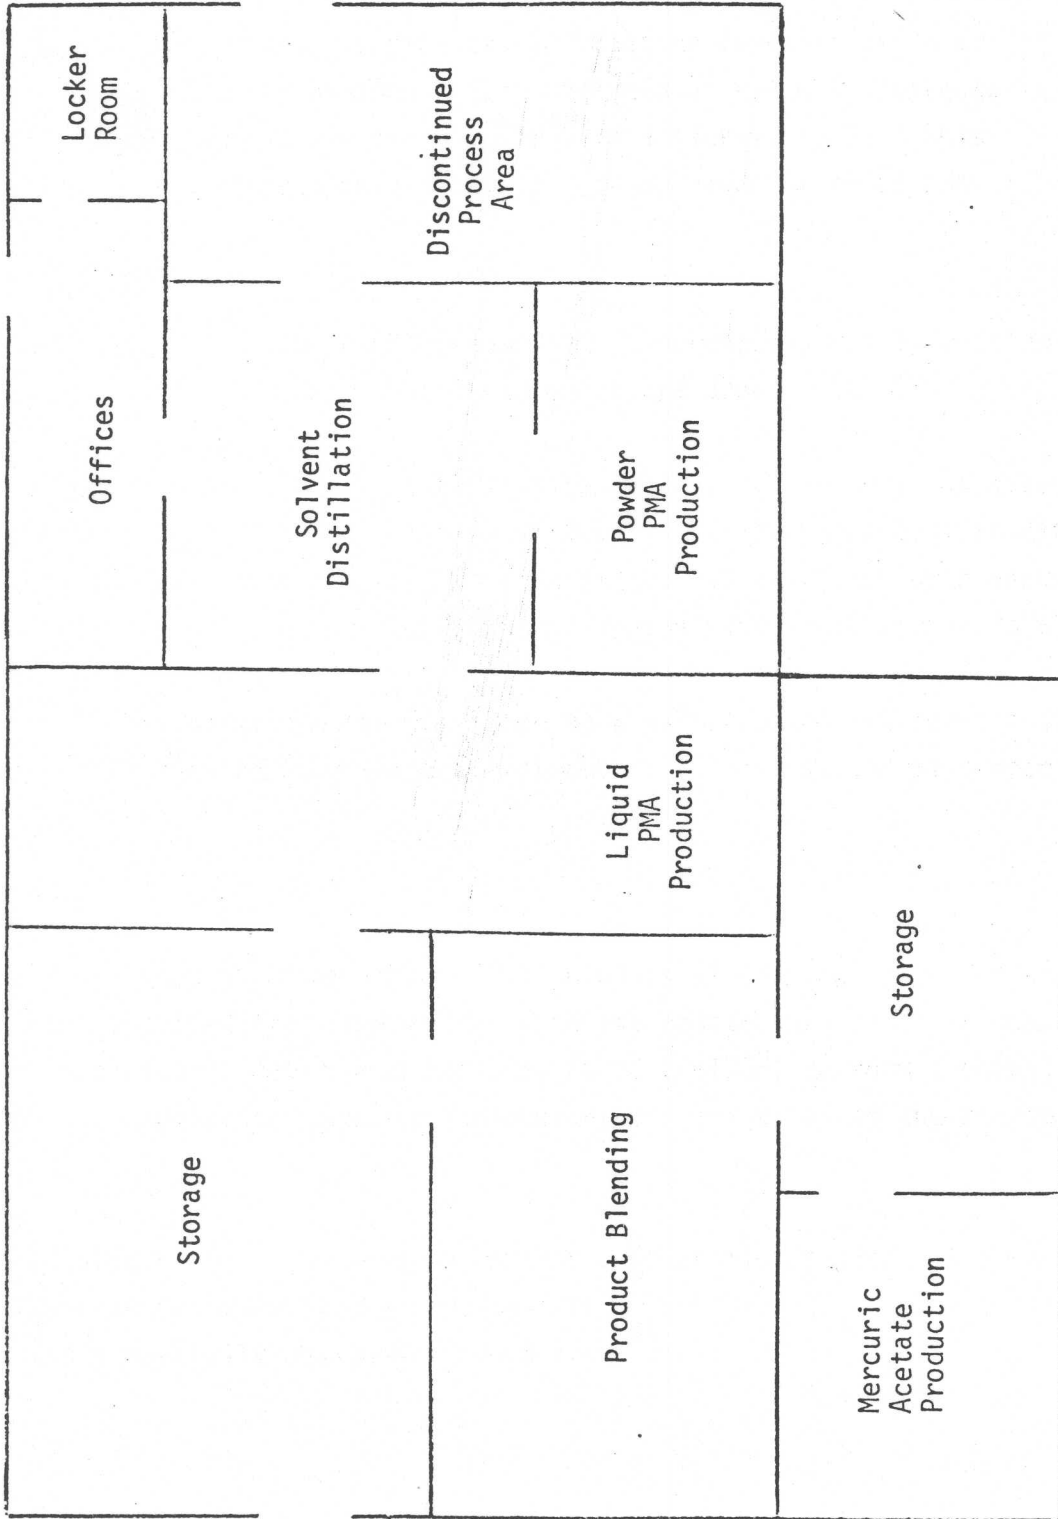 Locker
Room
Offices
Discontinued
Process
Area
Solvent
Distillation
Powder
PMA
Production
Liquid
PMA
Production
Storage
Storage
Product Blending
Mercuric
Acetate
Production